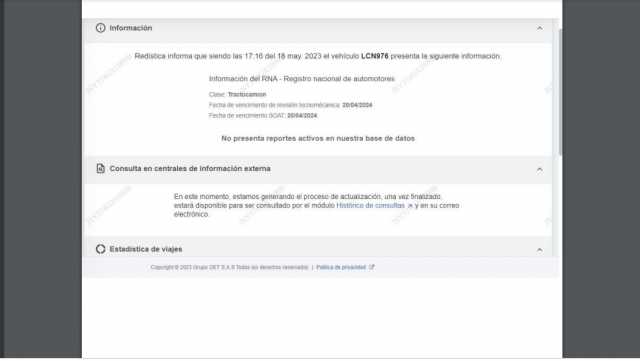 Información
Redistica informa que siendo las 17:16 del 18 may. 2023 el vehículo LCN976 presenta la siguiente información:
Información del RNA - Registro nacional de automotores
Clase: Tractocamion
Fecha de vencimiento de revisión tecnomécanica: 20/04/2024
Fecha de vencimiento SOAT: 20/04/2024
No presenta reportes activos en nuestra base de datos
Consulta en centrales de información externa
En este momento, estamos generando el proceso de actualización, una vez finalizado,
estará disponible para ser consultado por el módulo Histórico de consultas y en su correo
electrónico.
Estadística de viajes
Copyright © 2023 Grupo OET S.A.S Todos los derechos reservados. | Política de privacidad